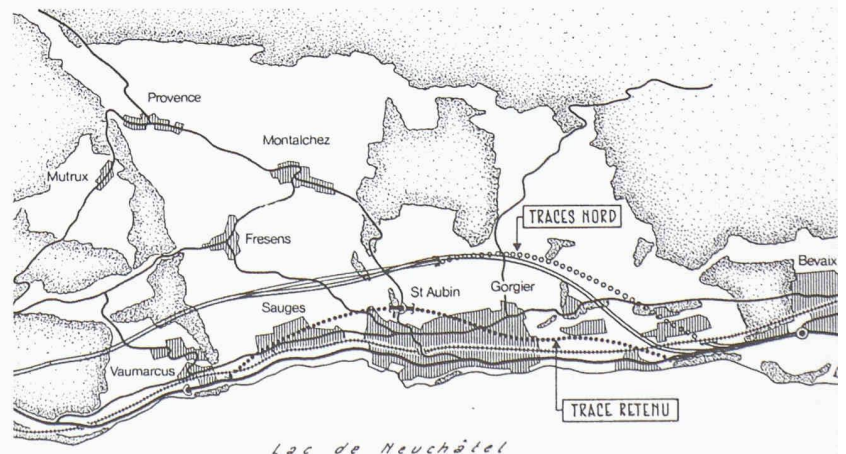 Provence
Montalchez
Mutrux
TRACES NORD
Fresens
Bevaix
St Aubin
Gorgier
Sauges
Vaumarcus
TRACE RETENU
Lac de Neuchâtel